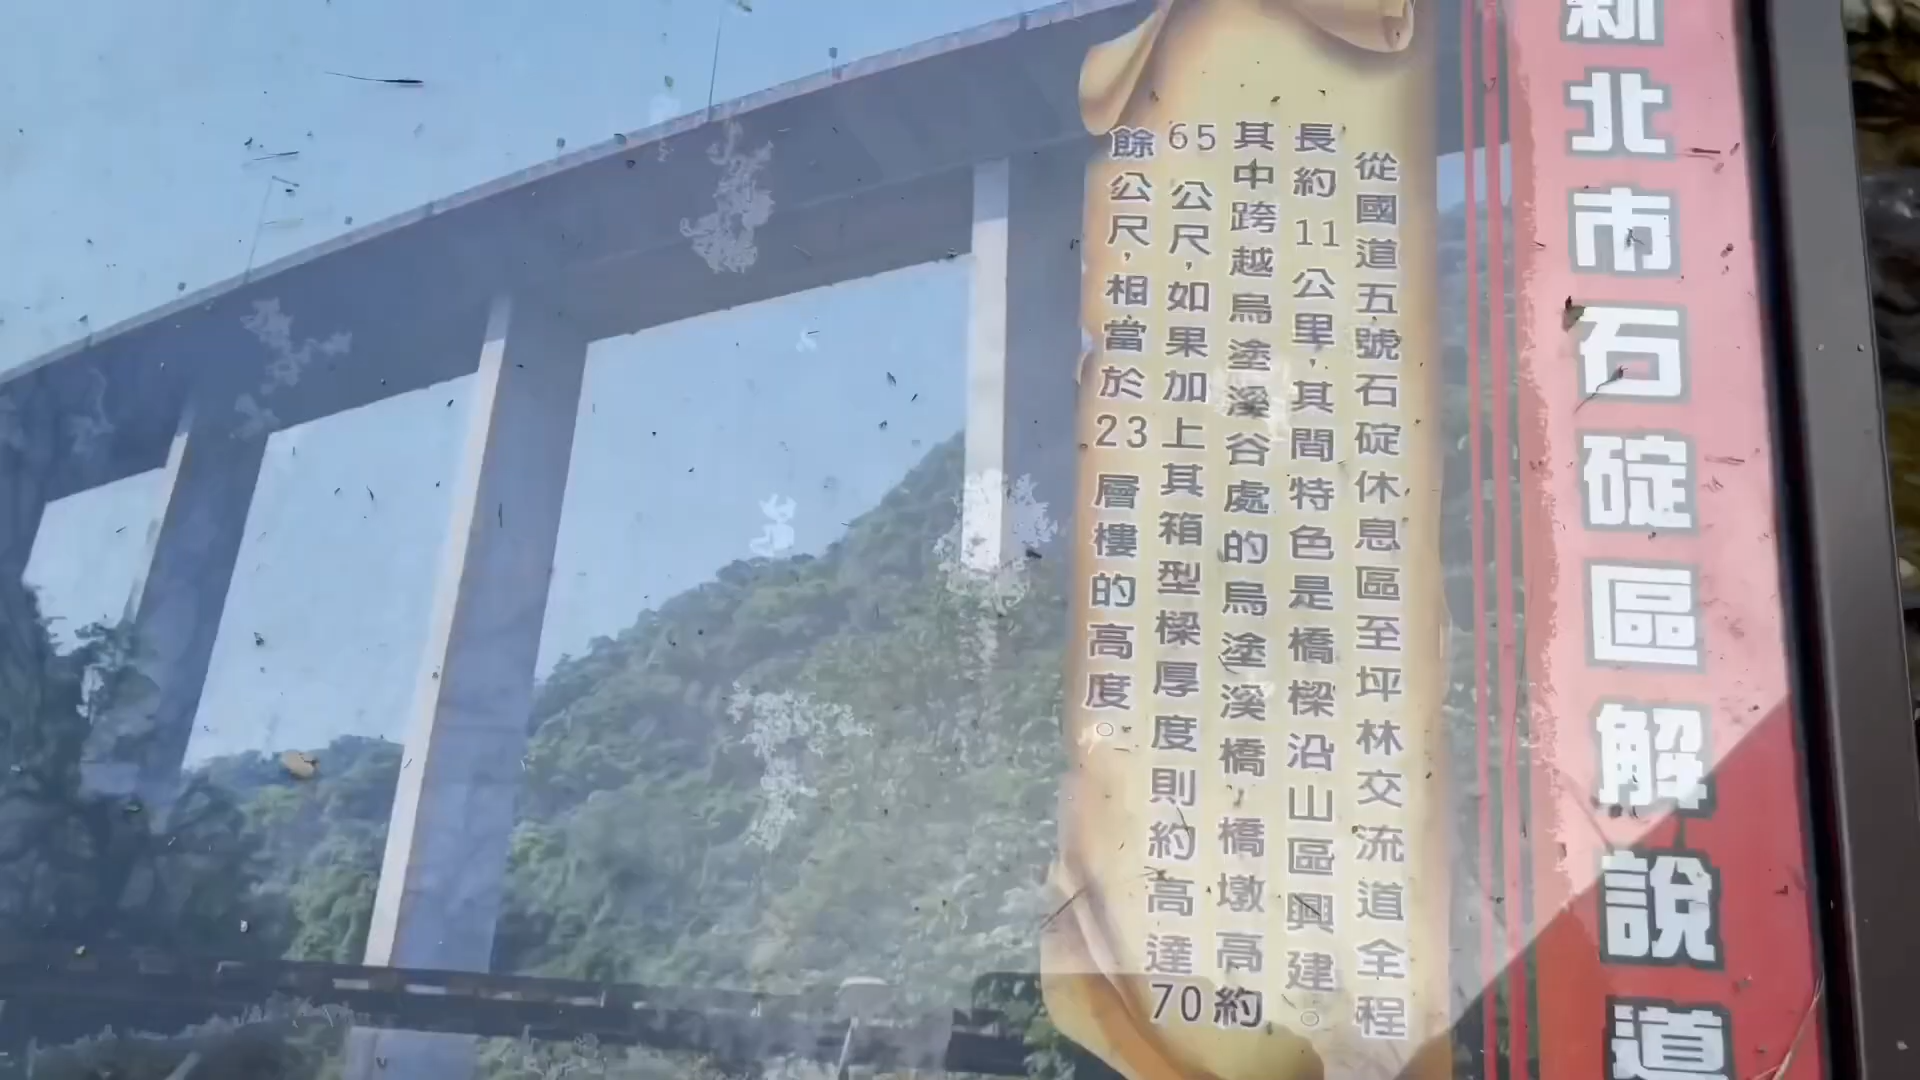 新北市石碇區解說道
從國道五號石碇休息區至坪林交流道全程
長約11公里，其間特色是橋樑沿山區興建。
其中跨越烏塗溪谷處的烏塗溪橋，橋墩高約
65公尺，如果加上其箱型樑厚度則約高達70
餘公尺，相當於23層樓的高度。